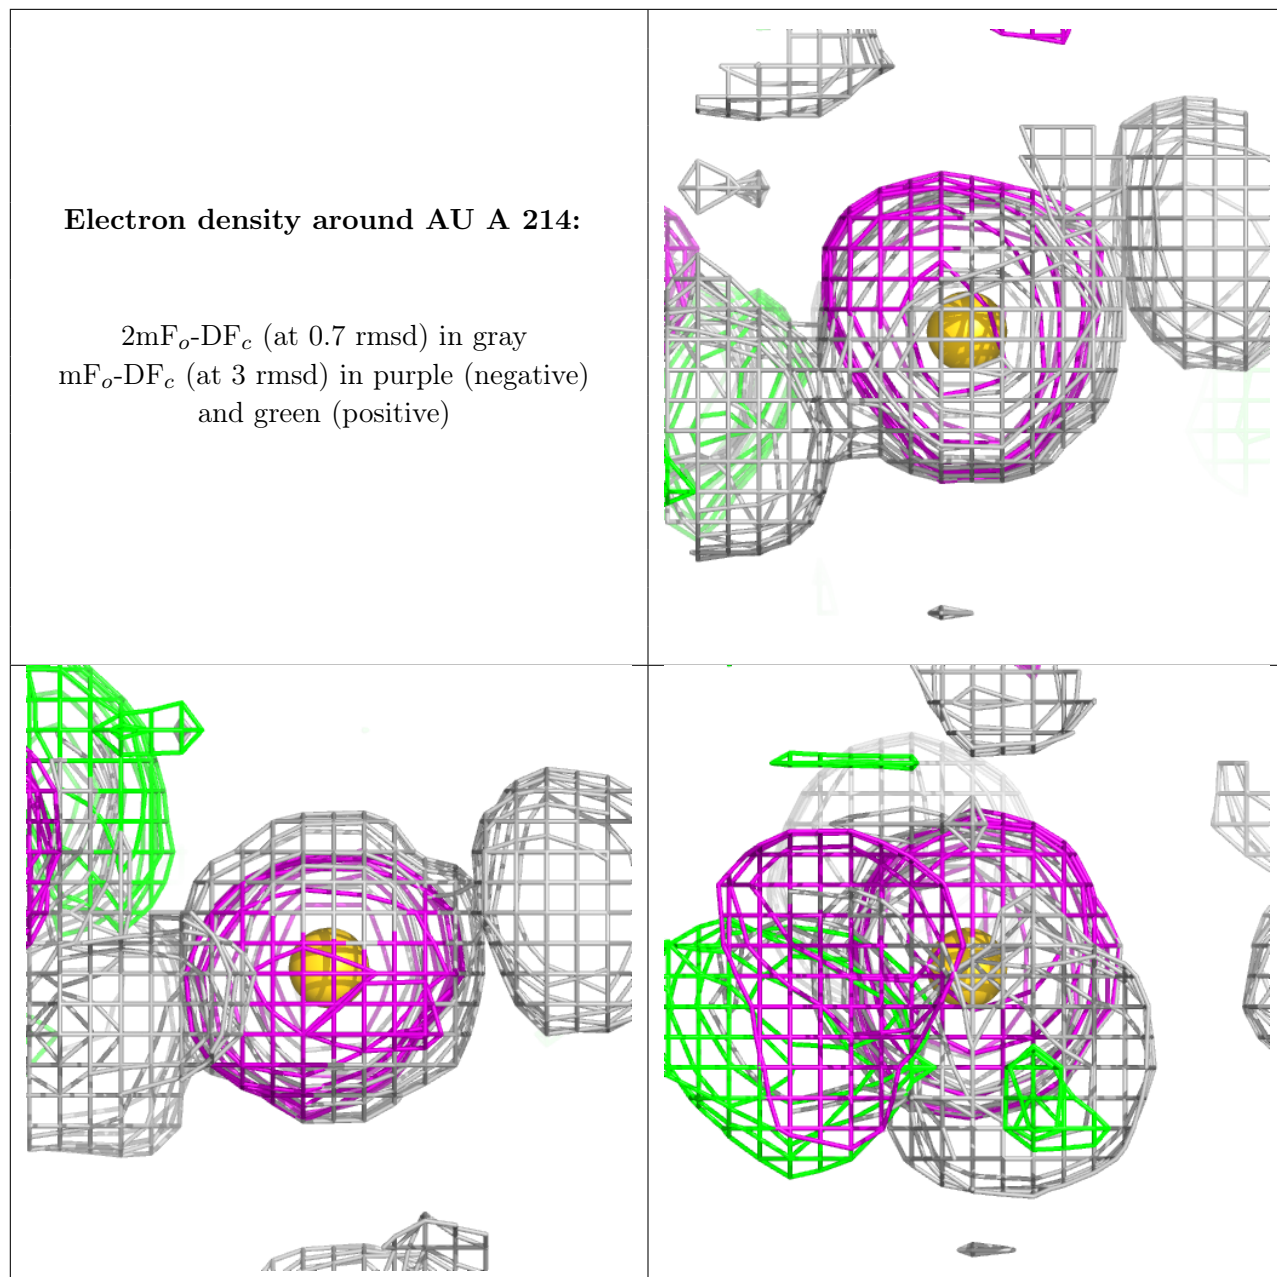 Electron density around AU A 214:
2mFo-DFc (at 0.7 rmsd) in gray
mFo-DFc (at 3 rmsd) in purple (negative)
and green (positive)